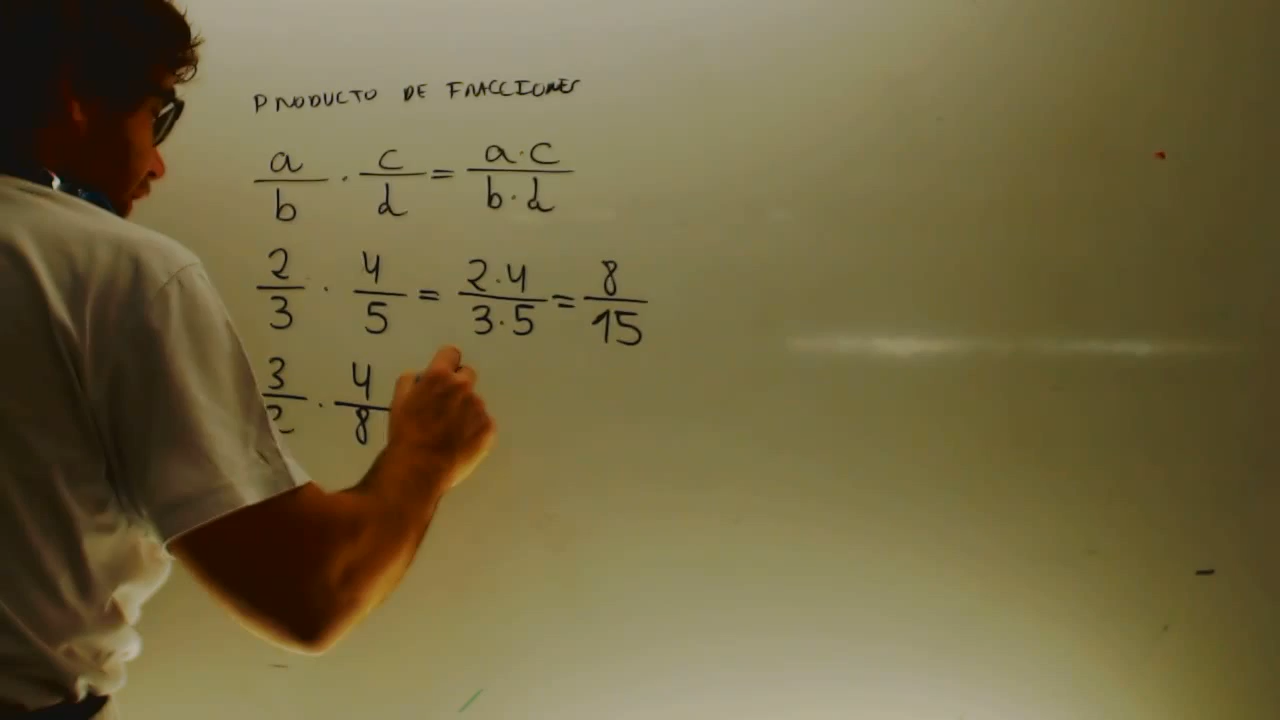 PRODUCTO DE FRACCIONES
a/b · c/d = a·c/b·d
2/3 · 4/5 = 2·4/3·5 = 8/15
3/2 · 4/8